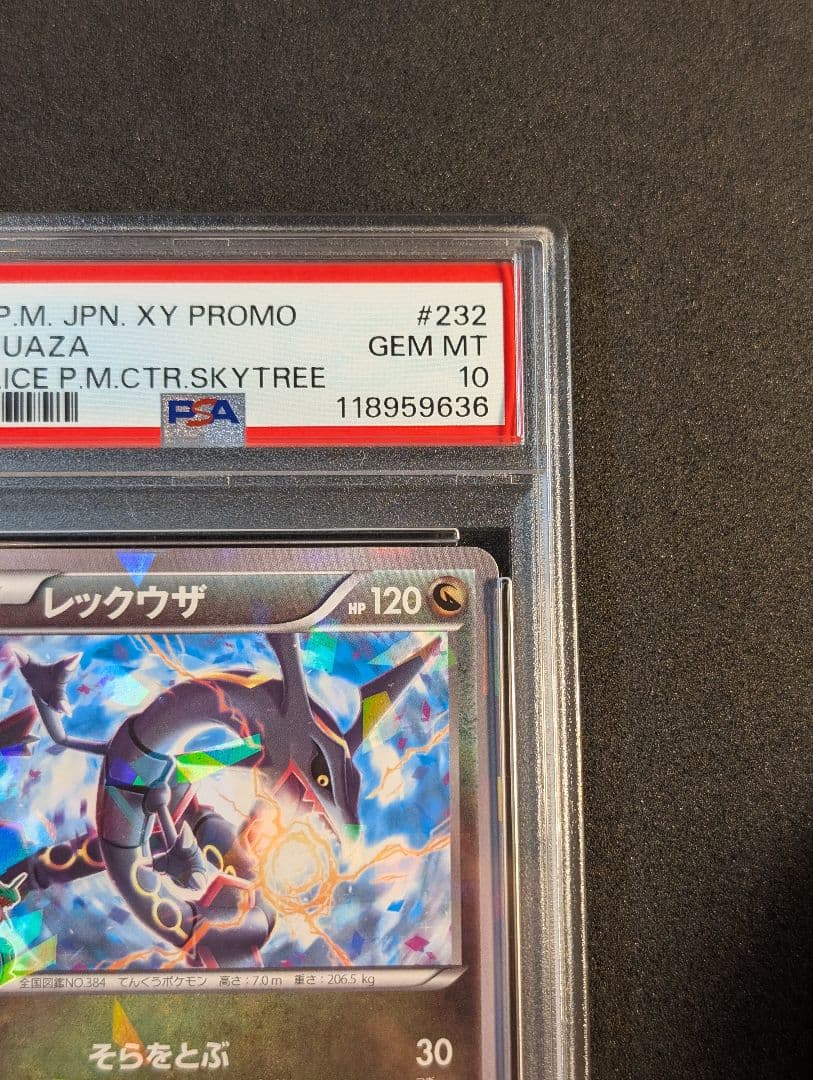 P.M. JPN. XY PROMO #232
UAZA GEM MT
ICE P.M.CTR.SKYTREE 10
PSA 118959636
レックウザ HP 120
全国図鑑NO.384 てんくうポケモン 高さ:7.0m 重さ:206.5 kg
そらをとぶ 30